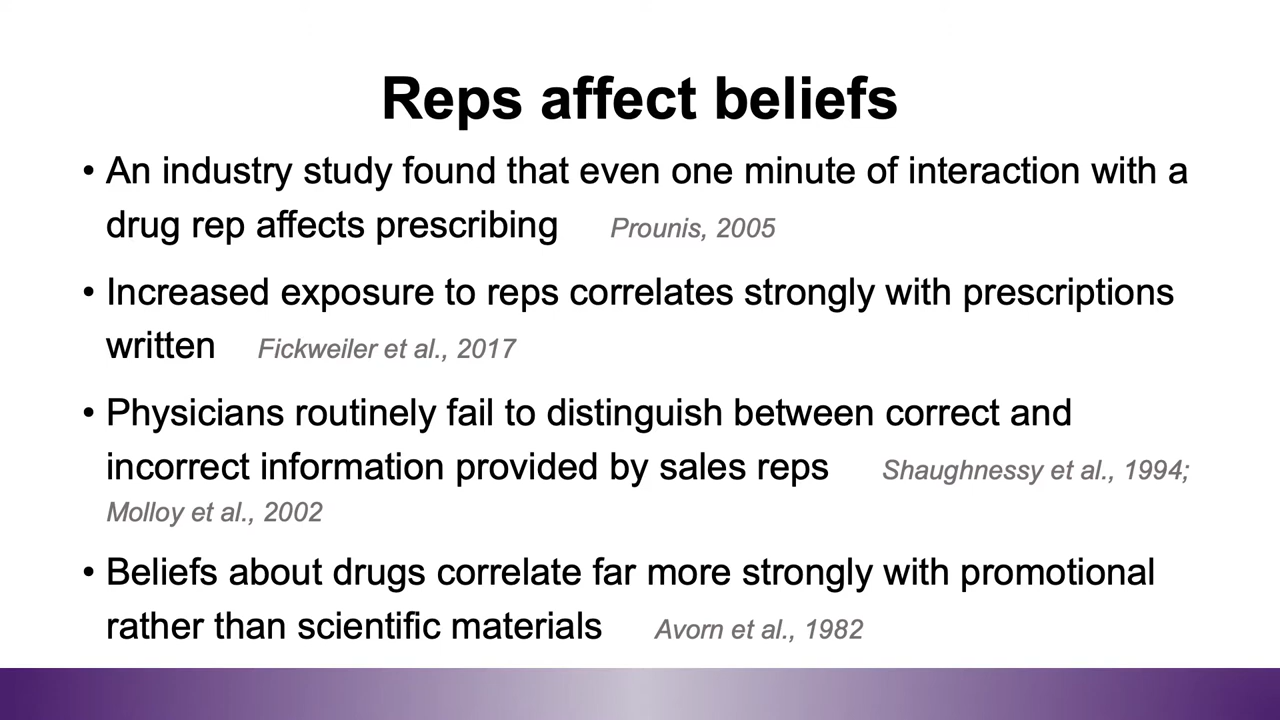 Reps affect beliefs
• An industry study found that even one minute of interaction with a
drug rep affects prescribing Prounis, 2005
• Increased exposure to reps correlates strongly with prescriptions
written Fickweiler et al., 2017
• Physicians routinely fail to distinguish between correct and
incorrect information provided by sales reps Shaughnessy et al., 1994;
Molloy et al., 2002
• Beliefs about drugs correlate far more strongly with promotional
rather than scientific materials Avorn et al., 1982